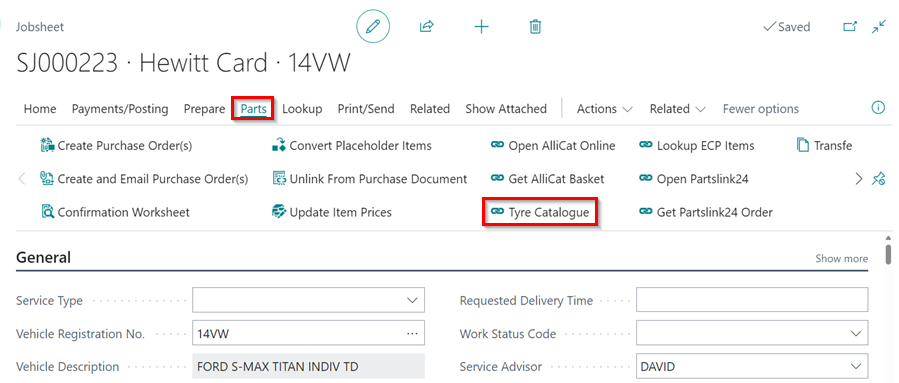 Jobsheet
Saved
SJ000223 · Hewitt Card · 14VW
Home Payments/Posting Prepare Parts Lookup Print/Send Related Show Attached Actions Related Fewer options
Create Purchase Order(s) Convert Placeholder Items Open AlliCat Online Lookup ECP Items Transfe
Create and Email Purchase Order(s) Unlink From Purchase Document Get AlliCat Basket Open Partslink24
Confirmation Worksheet Update Item Prices Tyre Catalogue Get Partslink24 Order
General Show more
Service Type Requested Delivery Time
Vehicle Registration No. 14VW ··· Work Status Code
Vehicle Description FORD S-MAX TITAN INDIV TD Service Advisor DAVID